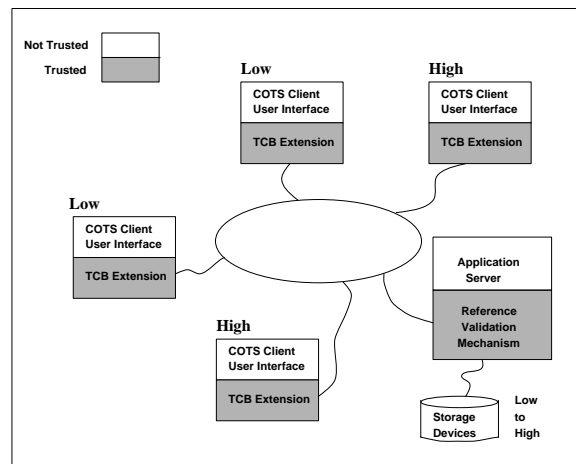 Not Trusted
Trusted
Low
COTS Client
User Interface
TCB Extension
High
COTS Client
User Interface
TCB Extension
Low
COTS Client
User Interface
TCB Extension
High
COTS Client
User Interface
TCB Extension
Application
Server
Reference
Validation
Mechanism
Storage
Devices
Low
to
High